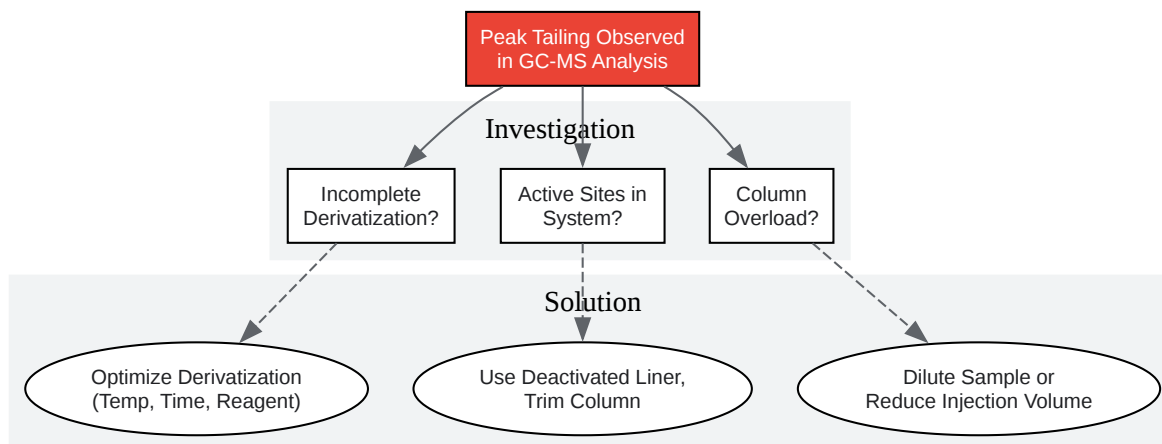 Peak Tailing Observed
in GC-MS Analysis
Investigation
Incomplete
Derivatization?
Active Sites in
System?
Column
Overload?
Solution
Optimize Derivatization
(Temp, Time, Reagent)
Use Deactivated Liner,
Trim Column
Dilute Sample or
Reduce Injection Volume